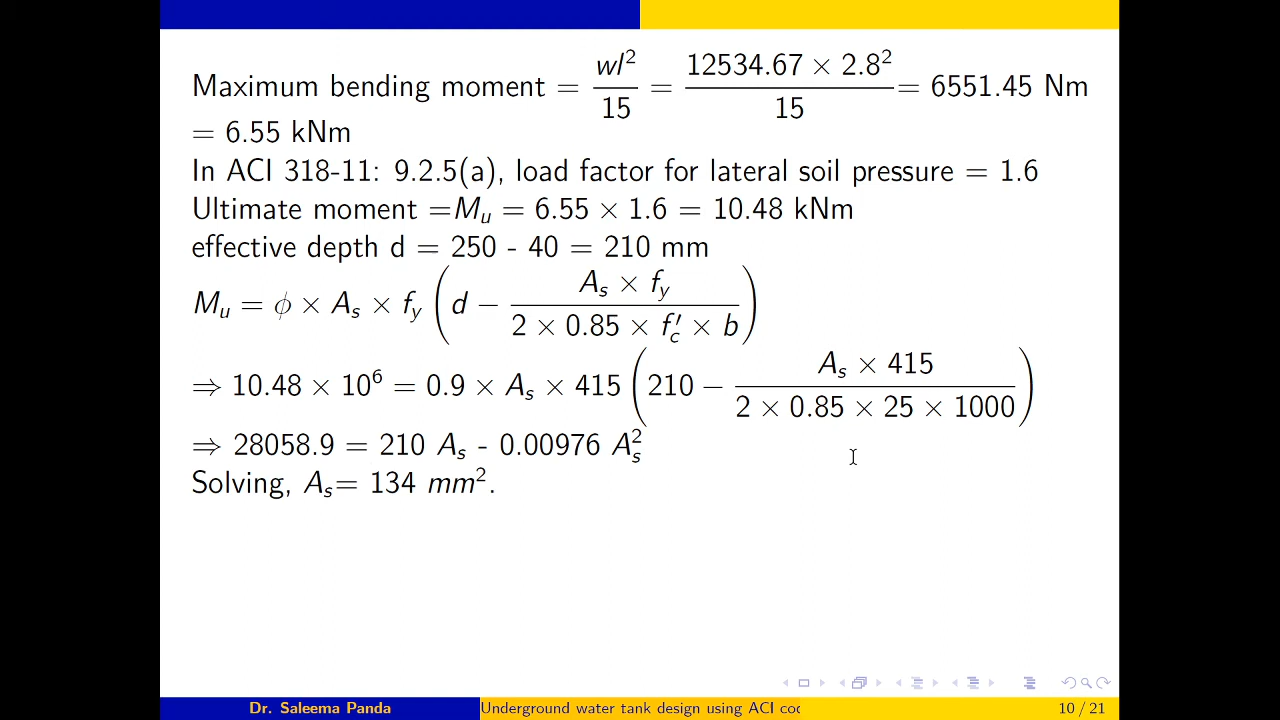 Maximum bending moment = wl²/15 = 12534.67 × 2.8²/15 = 6551.45 Nm
= 6.55 kNm
In ACI 318-11: 9.2.5(a), load factor for lateral soil pressure = 1.6
Ultimate moment =Mᵤ = 6.55 × 1.6 = 10.48 kNm
effective depth d = 250 - 40 = 210 mm
Mᵤ = ϕ × Aₛ × f_y (d − (Aₛ × f_y)/(2 × 0.85 × f′_c × b))
⇒ 10.48 × 10⁶ = 0.9 × Aₛ × 415 (210 − (Aₛ × 415)/(2 × 0.85 × 25 × 1000))
⇒ 28058.9 = 210 Aₛ - 0.00976 Aₛ²
Solving, Aₛ= 134 mm².
Dr. Saleema Panda
Underground water tank design using ACI coc
10 / 21